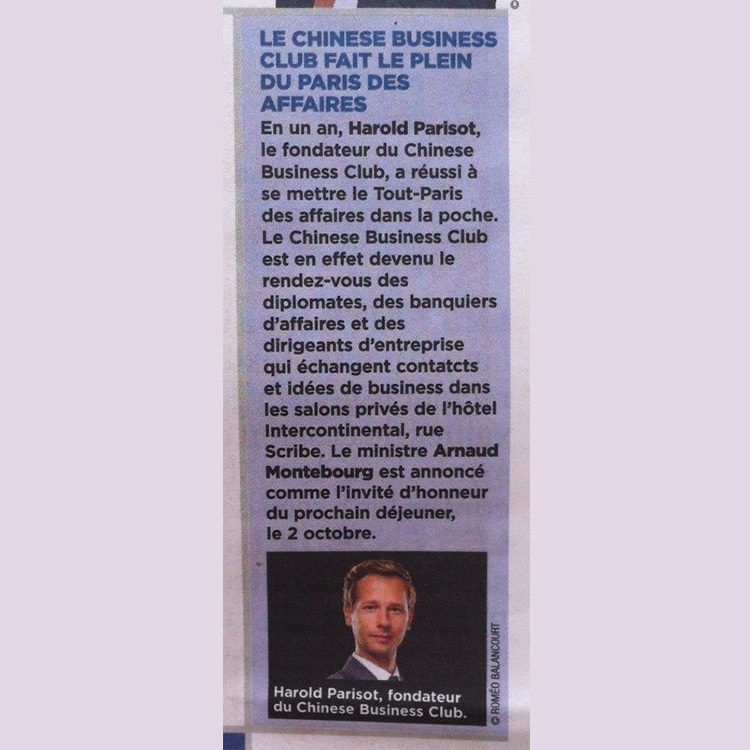 LE CHINESE BUSINESS
CLUB FAIT LE PLEIN
DU PARIS DES
AFFAIRES
En un an, Harold Parisot,
le fondateur du Chinese
Business Club, a réussi à
se mettre le Tout-Paris
des affaires dans la poche.
Le Chinese Business Club
est en effet devenu le
rendez-vous des
diplomates, des banquiers
d'affaires et des
dirigeants d'entreprise
qui échangent contatcts
et idées de business dans
les salons privés de l'hôtel
Intercontinental, rue
Scribe. Le ministre Arnaud
Montebourg est annoncé
comme l'invité d'honneur
du prochain déjeuner,
le 2 octobre.
Harold Parisot, fondateur
du Chinese Business Club.
© ROMÉO BALANCOURT